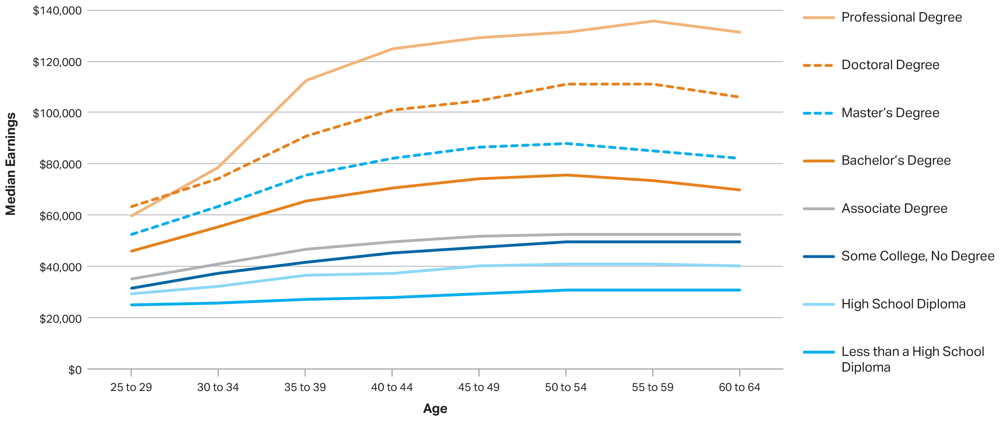 $140,000
$120,000
$100,000
$80,000
$60,000
$40,000
$20,000
$0
Median Earnings
25 to 29
30 to 34
35 to 39
40 to 44
45 to 49
50 to 54
55 to 59
60 to 64
Age
Professional Degree
Doctoral Degree
Master's Degree
Bachelor's Degree
Associate Degree
Some College, No Degree
High School Diploma
Less than a High School
Diploma